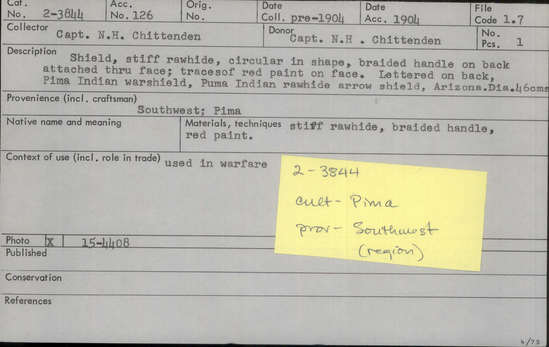 Cat. No. 2-3844 Acc. No. 126 Orig. No. Date Coll. pre-1904 Date Acc. 1904 File Code 1.7
Collector Capt. N.H. Chittenden Donor Capt. N.H . Chittenden No. Pcs. 1
Description Shield, stiff rawhide, circular in shape, braided handle on back
attached thru face; tracesof red paint on face. Lettered on back,
Pima Indian warshield, Puma Indian rawhide arrow shield, Arizona.Dia.46cms
Provenience (incl. craftsman)
Southwest; Pima
Native name and meaning
Materials, techniques stiff rawhide, braided handle,
red paint.
Context of use (incl. role in trade) used in warfare
2-3844
cult- Pima
prov- Southwest
(region)
Photo X 15-4408
Published
Conservation
References
4/72